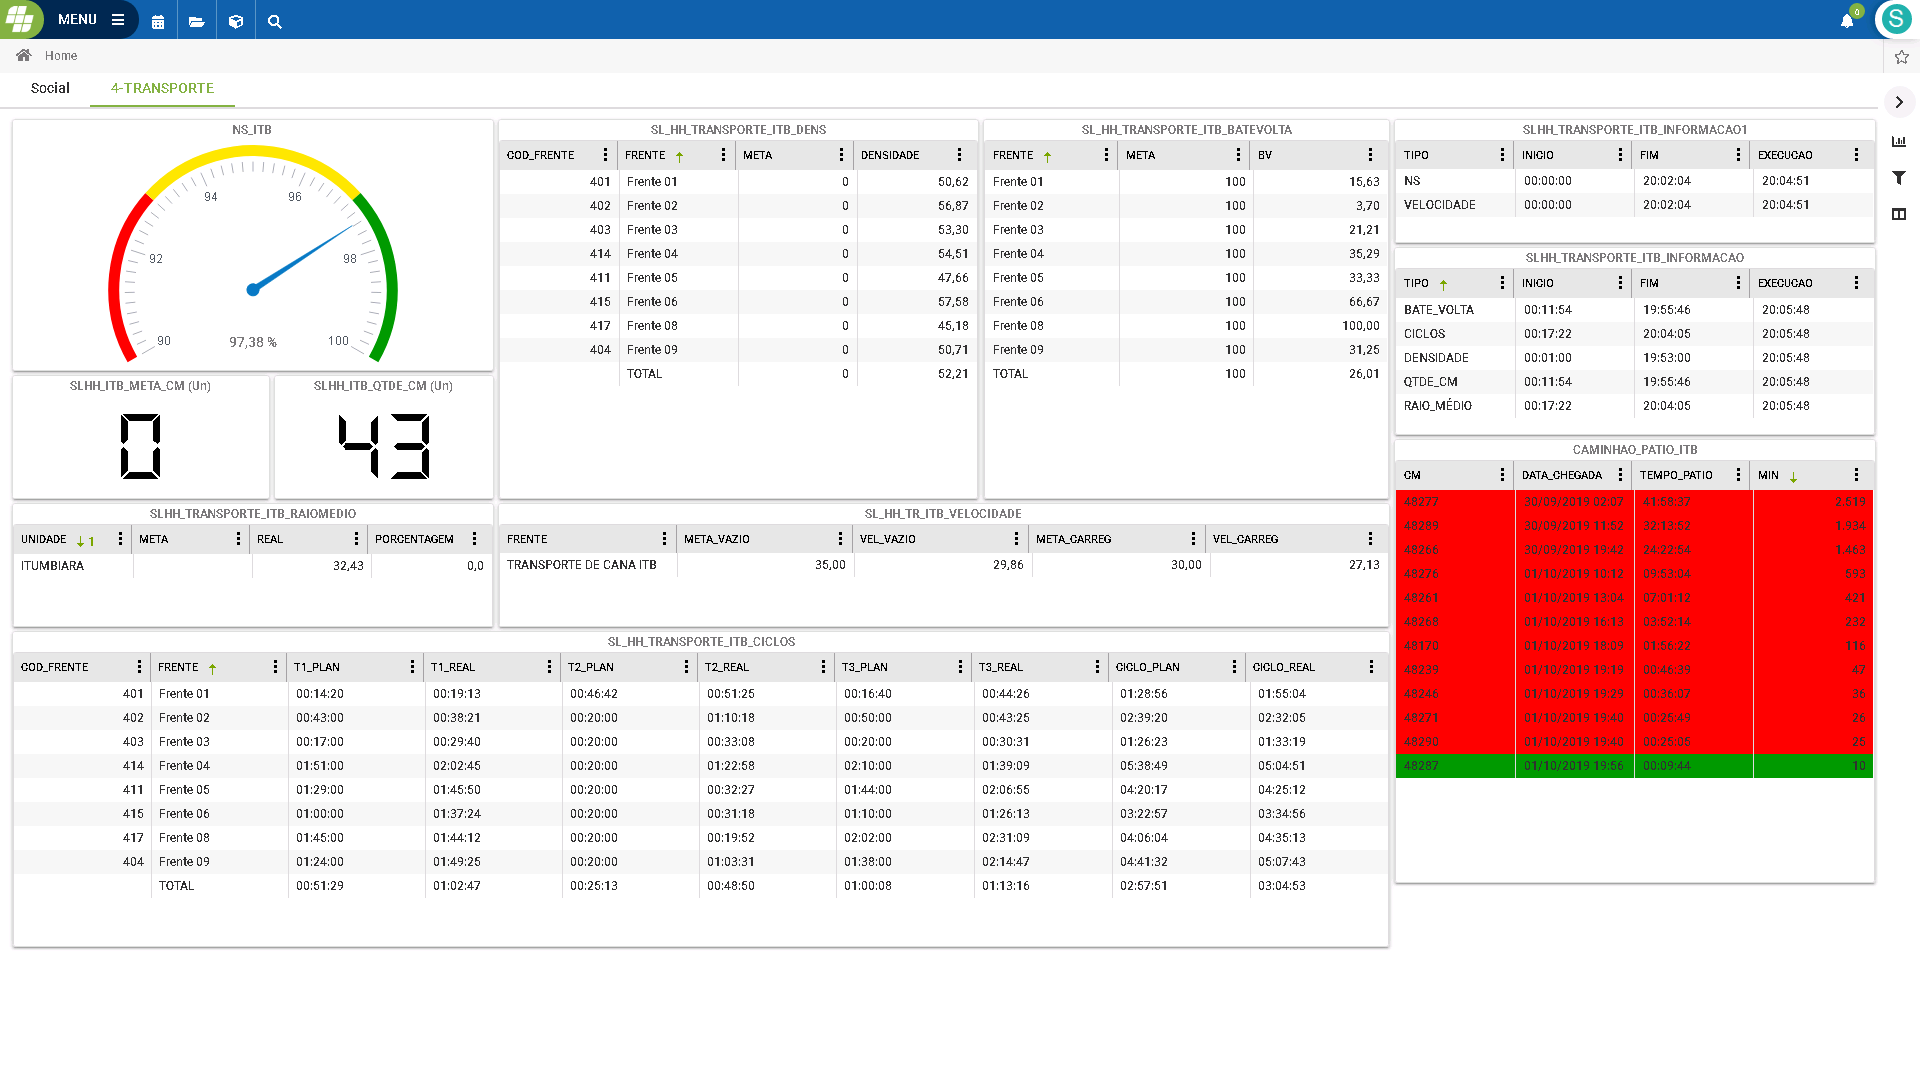 MENU
0
S
Home
Social 4-TRANSPORTE
NS_ITB
90 92 94 96 98 100
97,38 %
SLHH_ITB_META_CM (Un)
0
SLHH_ITB_QTDE_CM (Un)
43
SL_HH_TRANSPORTE_ITB_DENS
COD_FRENTE FRENTE META DENSIDADE
401 Frente 01 0 50,62
402 Frente 02 0 56,87
403 Frente 03 0 53,30
414 Frente 04 0 54,51
411 Frente 05 0 47,66
415 Frente 06 0 57,58
417 Frente 08 0 45,18
404 Frente 09 0 50,71
TOTAL 0 52,21
SL_HH_TRANSPORTE_ITB_BATEVOLTA
FRENTE META BV
Frente 01 100 15,63
Frente 02 100 3,70
Frente 03 100 21,21
Frente 04 100 35,29
Frente 05 100 33,33
Frente 06 100 66,67
Frente 08 100 100,00
Frente 09 100 31,25
TOTAL 100 26,01
SLHH_TRANSPORTE_ITB_INFORMACAO1
TIPO INICIO FIM EXECUCAO
NS 00:00:00 20:02:04 20:04:51
VELOCIDADE 00:00:00 20:02:04 20:04:51
SLHH_TRANSPORTE_ITB_INFORMACAO
TIPO INICIO FIM EXECUCAO
BATE_VOLTA 00:11:54 19:55:46 20:05:48
CICLOS 00:17:22 20:04:05 20:05:48
DENSIDADE 00:01:00 19:53:00 20:05:48
QTDE_CM 00:11:54 19:55:46 20:05:48
RAIO_MÉDIO 00:17:22 20:04:05 20:05:48
CAMINHAO_PATIO_ITB
CM DATA_CHEGADA TEMPO_PATIO MIN
48277 30/09/2019 02:07 41:58:37 2.519
48289 30/09/2019 11:52 32:13:52 1.934
48266 30/09/2019 19:42 24:22:54 1.463
48276 01/10/2019 10:12 09:53:04 593
48261 01/10/2019 13:04 07:01:12 421
48268 01/10/2019 16:13 03:52:14 232
48170 01/10/2019 18:09 01:56:22 116
48239 01/10/2019 19:19 00:46:39 47
48246 01/10/2019 19:29 00:36:07 36
48271 01/10/2019 19:40 00:25:49 26
48290 01/10/2019 19:40 00:25:05 25
48287 01/10/2019 19:56 00:09:44 10
SLHH_TRANSPORTE_ITB_RAIOMEDIO
UNIDADE 1 META REAL PORCENTAGEM
ITUMBIARA 32,43 0,0
SL_HH_TR_ITB_VELOCIDADE
FRENTE META_VAZIO VEL_VAZIO META_CARREG VEL_CARREG
TRANSPORTE DE CANA ITB 35,00 29,86 30,00 27,13
SL_HH_TRANSPORTE_ITB_CICLOS
COD_FRENTE FRENTE T1_PLAN T1_REAL T2_PLAN T2_REAL T3_PLAN T3_REAL CICLO_PLAN CICLO_REAL
401 Frente 01 00:14:20 00:19:13 00:46:42 00:51:25 00:16:40 00:44:26 01:28:56 01:55:04
402 Frente 02 00:43:00 00:38:21 00:20:00 01:10:18 00:50:00 00:43:25 02:39:20 02:32:05
403 Frente 03 00:17:00 00:29:40 00:20:00 00:33:08 00:20:00 00:30:31 01:26:23 01:33:19
414 Frente 04 01:51:00 02:02:45 00:20:00 01:22:58 02:10:00 01:39:09 05:38:49 05:04:51
411 Frente 05 01:29:00 01:45:50 00:20:00 00:32:27 01:44:00 02:06:55 04:20:17 04:25:12
415 Frente 06 01:00:00 01:37:24 00:20:00 00:31:18 01:10:00 01:26:13 03:22:57 03:34:56
417 Frente 08 01:45:00 01:44:12 00:20:00 00:19:52 02:02:00 02:31:09 04:06:04 04:35:13
404 Frente 09 01:24:00 01:49:25 00:20:00 01:03:31 01:38:00 02:14:47 04:41:32 05:07:43
TOTAL 00:51:29 01:02:47 00:25:13 00:48:50 01:00:08 01:13:16 02:57:51 03:04:53